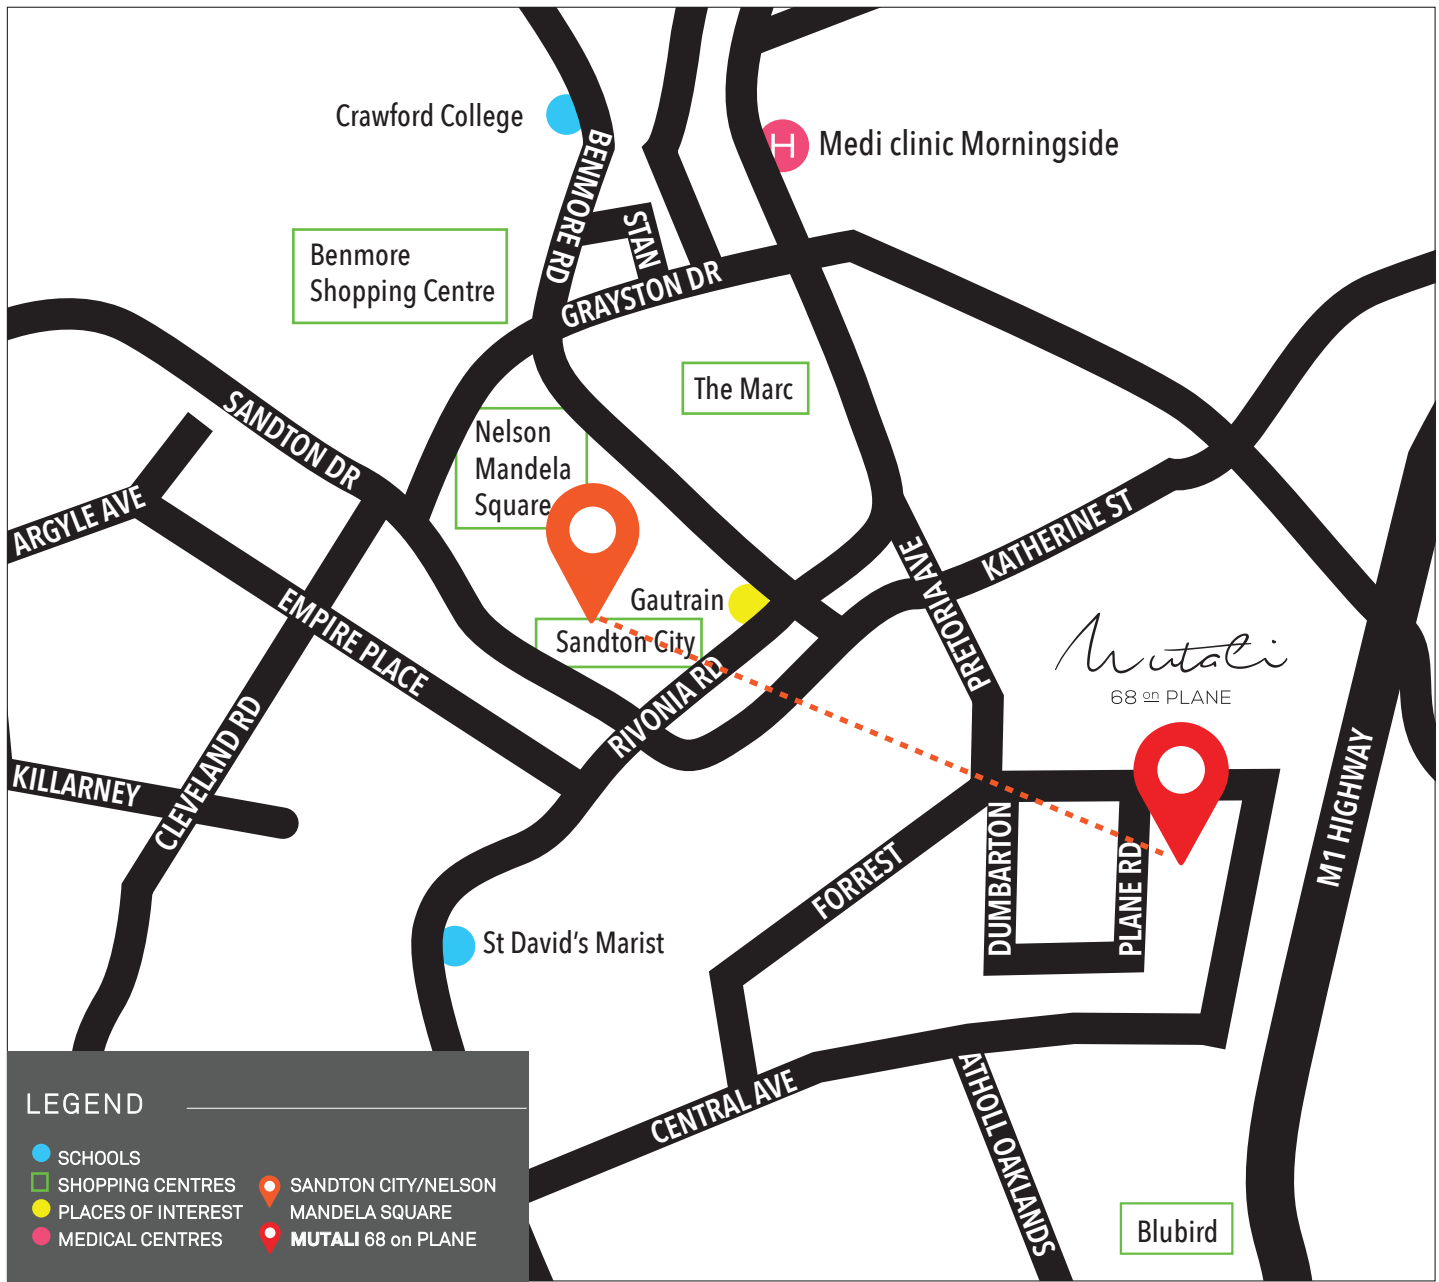 Crawford College
H
Medi clinic Morningside
BENMORE RD
STAN
Benmore
Shopping Centre
GRAYSTON DR
The Marc
SANDTON DR
Nelson
Mandela
Square
ARGYLE AVE
KATHERINE ST
PRETORIA AVE
Gautrain
EMPIRE PLACE
Sandton City
Mutali
68 on PLANE
RIVONIA RD
CLEVELAND RD
KILLARNEY
M1 HIGHWAY
DUMBARTON
PLANE RD
FORREST
St David's Marist
CENTRAL AVE
ATHOLL OAKLANDS
Blubird
LEGEND
SCHOOLS
SHOPPING CENTRES
PLACES OF INTEREST
MEDICAL CENTRES
SANDTON CITY/NELSON
MANDELA SQUARE
MUTALI 68 on PLANE